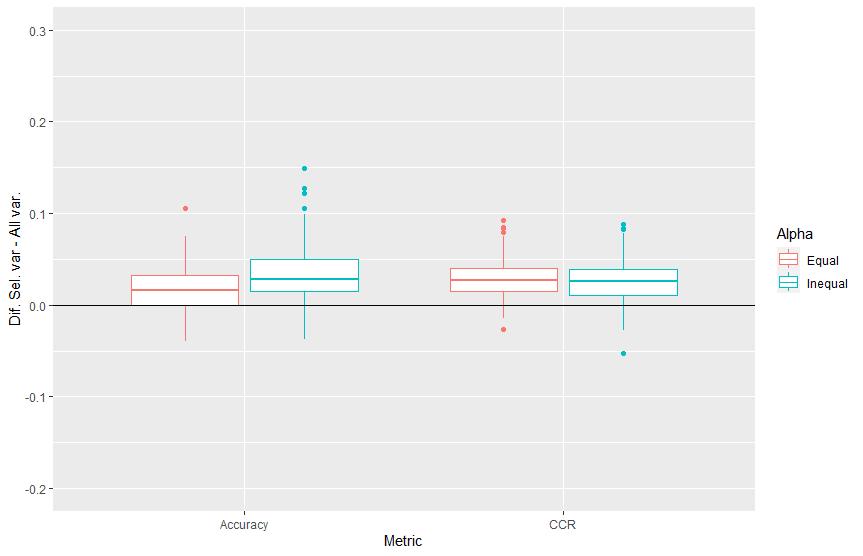 0.3
0.2
0.1
0.0
-0.1
-0.2
Dif. Sel. var - All var.
Accuracy
CCR
Metric
Alpha
Equal
Inequal